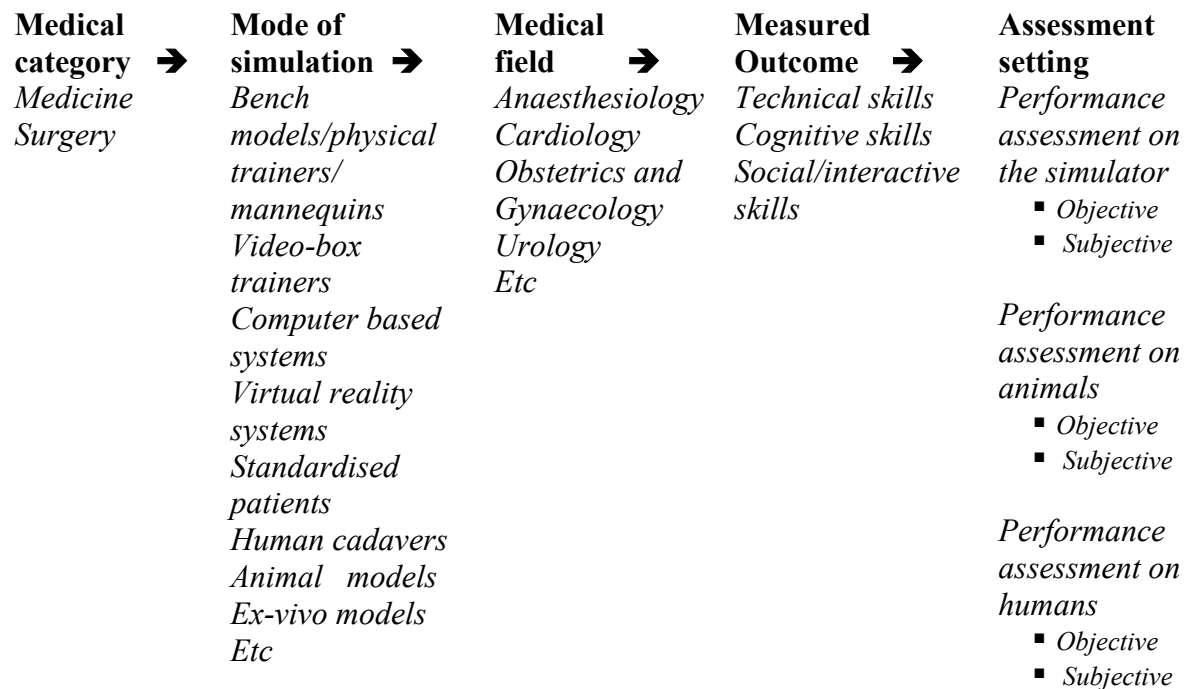 Medical
category ➔
Medicine
Surgery
Mode of
simulation ➔
Bench
models/physical
trainers/
mannequins
Video-box
trainers
Computer based
systems
Virtual reality
systems
Standardised
patients
Human cadavers
Animal models
Ex-vivo models
Etc
Medical
field ➔
Anaesthesiology
Cardiology
Obstetrics and
Gynaecology
Urology
Etc
Measured
Outcome ➔
Technical skills
Cognitive skills
Social/interactive
skills
Assessment
setting
Performance
assessment on
the simulator
▪ Objective
▪ Subjective
Performance
assessment on
animals
▪ Objective
▪ Subjective
Performance
assessment on
humans
▪ Objective
▪ Subjective